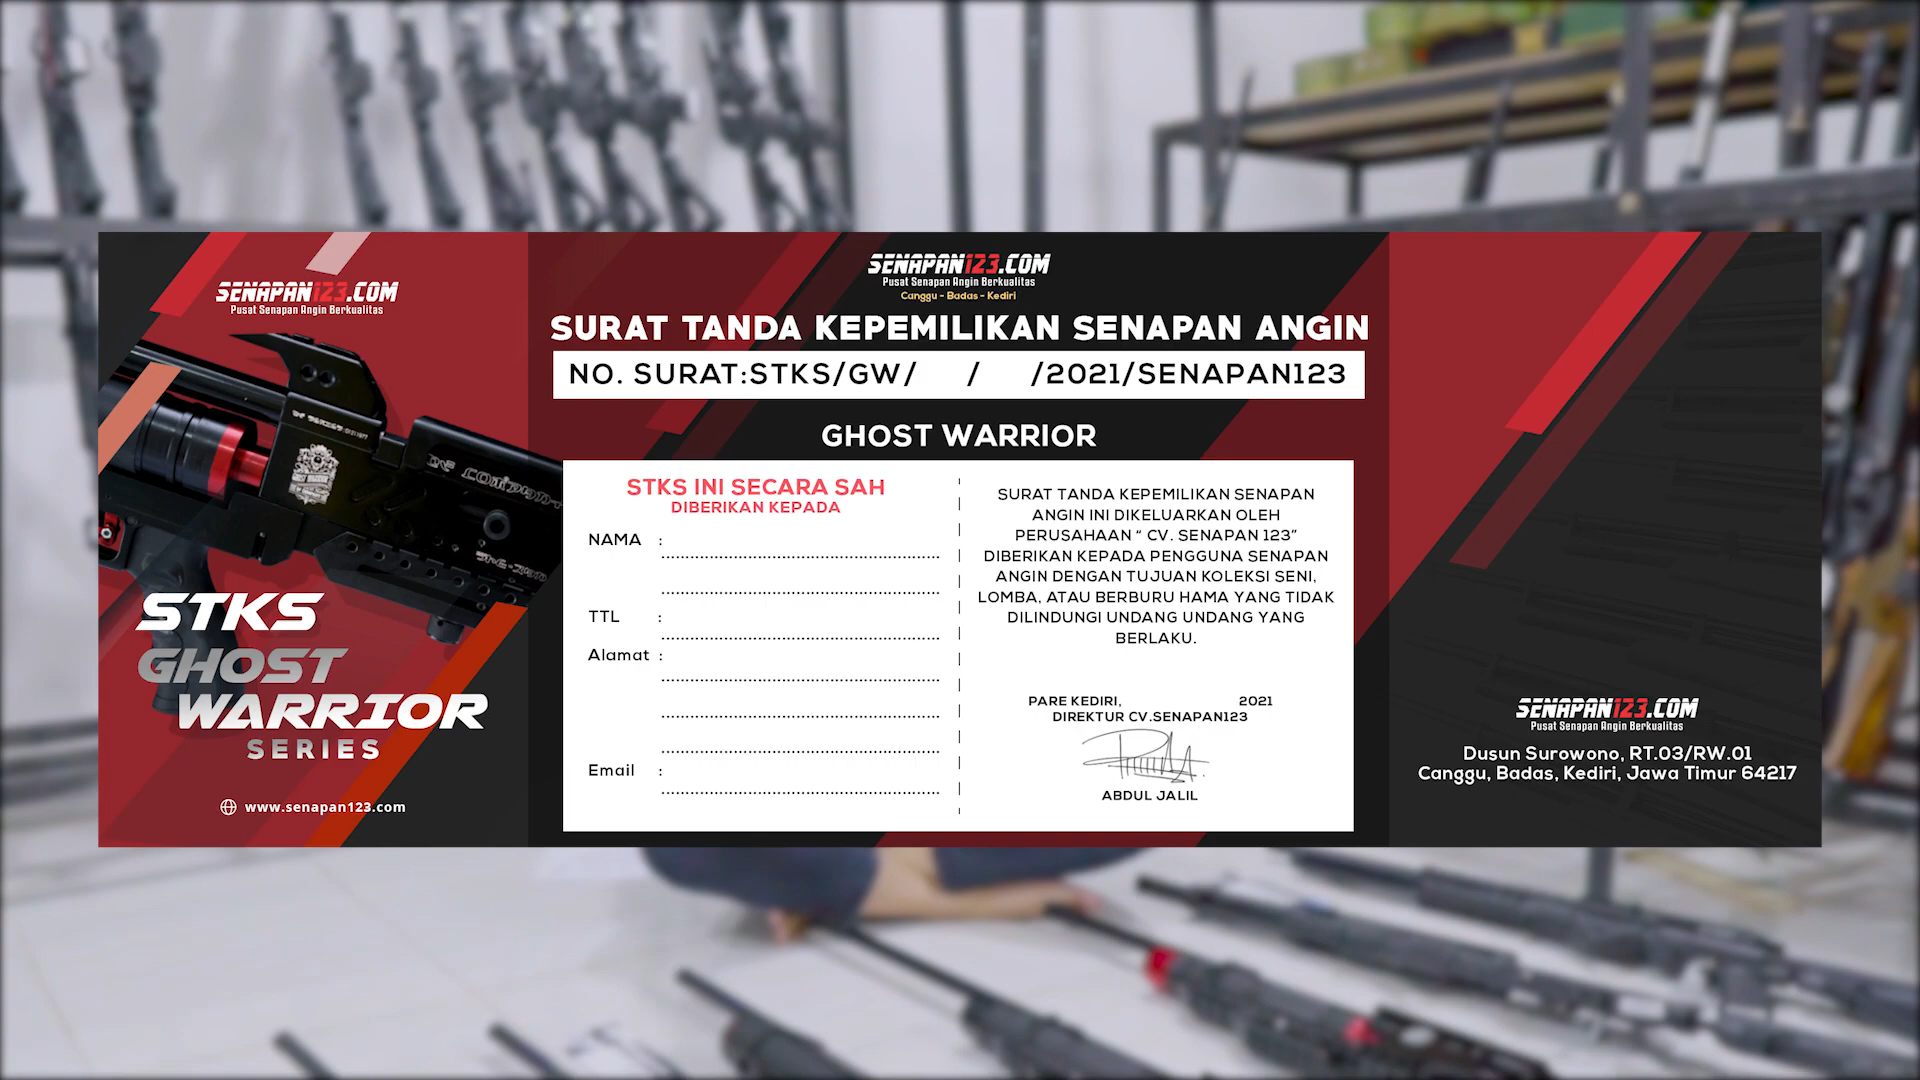 SENAPAN123.COM
Pusat Senapan Angin Berkualitas
STKS
GHOST
WARRIOR
SERIES
www.senapan123.com
SENAPAN123.COM
Pusat Senapan Angin Berkualitas
Canggu - Badas - Kediri
SURAT TANDA KEPEMILIKAN SENAPAN ANGIN
NO. SURAT:STKS/GW/ / /2021/SENAPAN123
GHOST WARRIOR
STKS INI SECARA SAH
DIBERIKAN KEPADA
NAMA :
TTL :
Alamat :
Email :
SURAT TANDA KEPEMILIKAN SENAPAN
ANGIN INI DIKELUARKAN OLEH
PERUSAHAAN “ CV. SENAPAN 123”
DIBERIKAN KEPADA PENGGUNA SENAPAN
ANGIN DENGAN TUJUAN KOLEKSI SENI,
LOMBA, ATAU BERBURU HAMA YANG TIDAK
DILINDUNGI UNDANG UNDANG YANG
BERLAKU.
PARE KEDIRI, 2021
DIREKTUR CV.SENAPAN123
ABDUL JALIL
SENAPAN123.COM
Pusat Senapan Angin Berkualitas
Dusun Surowono, RT.03/RW.01
Canggu, Badas, Kediri, Jawa Timur 64217